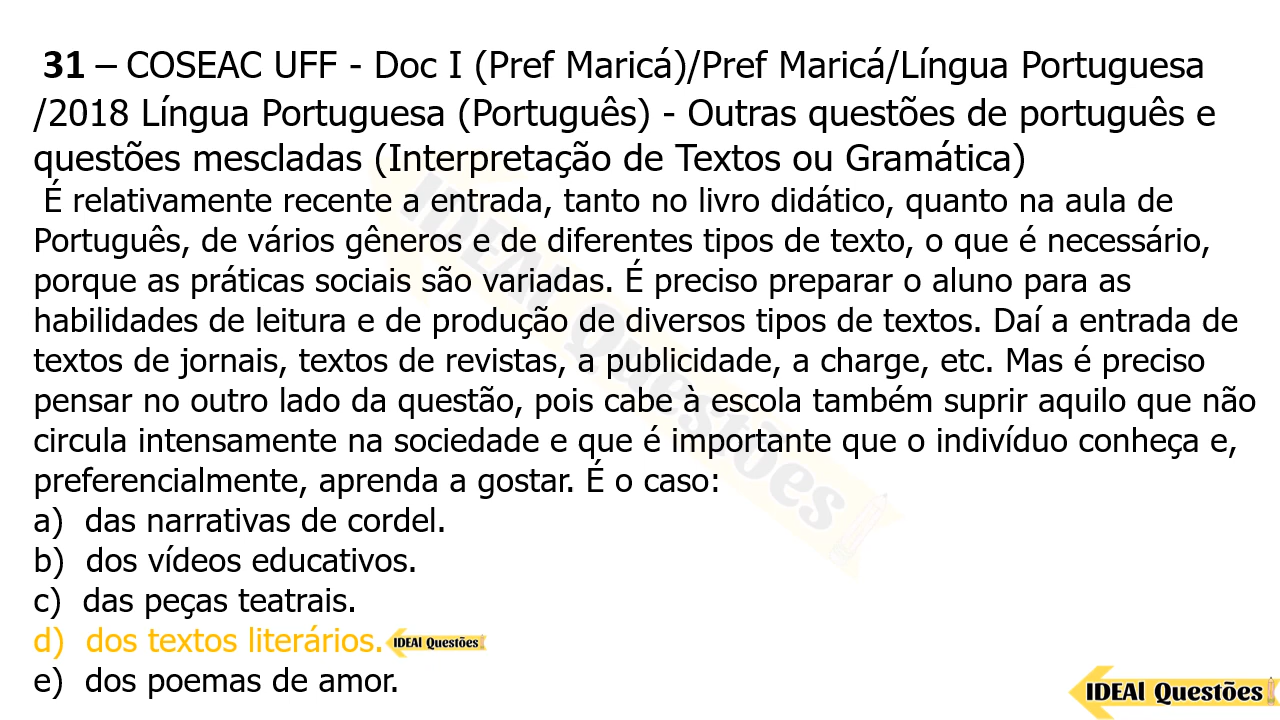 31 – COSEAC UFF - Doc I (Pref Maricá)/Pref Maricá/Língua Portuguesa
/2018 Língua Portuguesa (Português) - Outras questões de português e
questões mescladas (Interpretação de Textos ou Gramática)
É relativamente recente a entrada, tanto no livro didático, quanto na aula de
Português, de vários gêneros e de diferentes tipos de texto, o que é necessário,
porque as práticas sociais são variadas. É preciso preparar o aluno para as
habilidades de leitura e de produção de diversos tipos de textos. Daí a entrada de
textos de jornais, textos de revistas, a publicidade, a charge, etc. Mas é preciso
pensar no outro lado da questão, pois cabe à escola também suprir aquilo que não
circula intensamente na sociedade e que é importante que o indivíduo conheça e,
preferencialmente, aprenda a gostar. É o caso:
a) das narrativas de cordel.
b) dos vídeos educativos.
c) das peças teatrais.
d) dos textos literários. IDEAl Questões
e) dos poemas de amor.
IDEAl Questões
IDEAl Questões